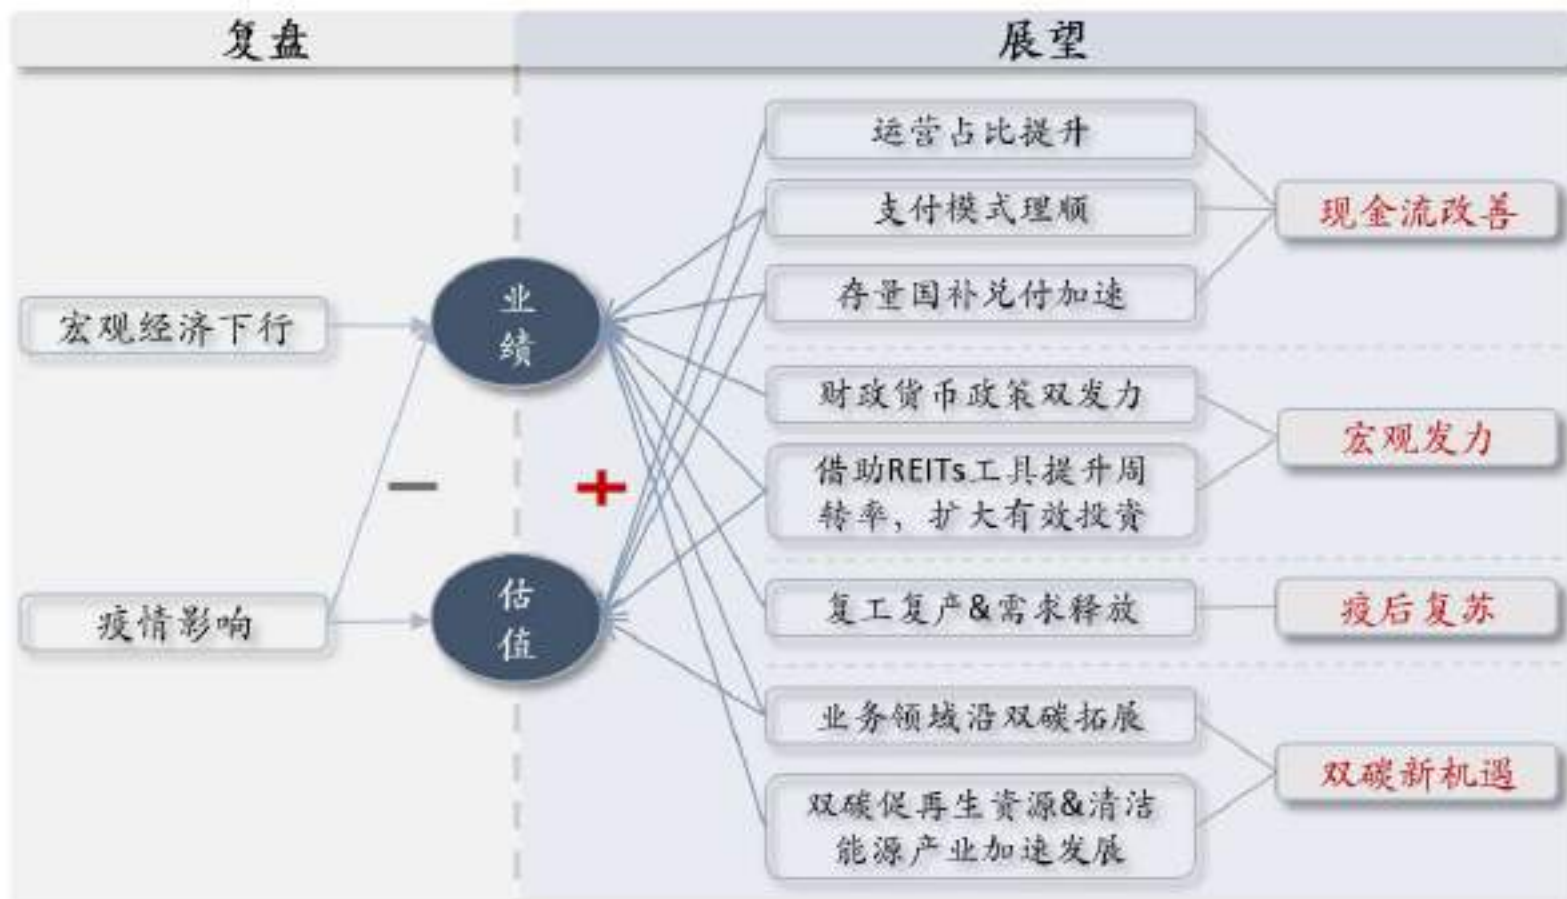 复盘
展望
宏观经济下行
疫情影响
业
绩
估
值
−
+
运营占比提升
支付模式理顺
存量国补兑付加速
现金流改善
财政货币政策双发力
借助REITs工具提升周
转率，扩大有效投资
宏观发力
复工复产&需求释放
疫后复苏
业务领域沿双碳拓展
双碳促再生资源&清洁
能源产业加速发展
双碳新机遇